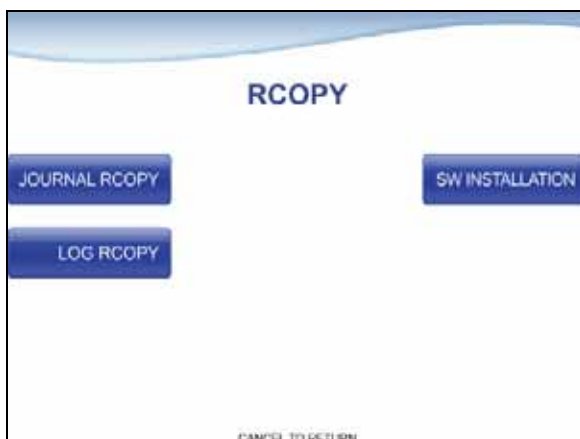 RCOPY
JOURNAL RCOPY
SW INSTALLATION
LOG RCOPY
CANCEL TO RETURN